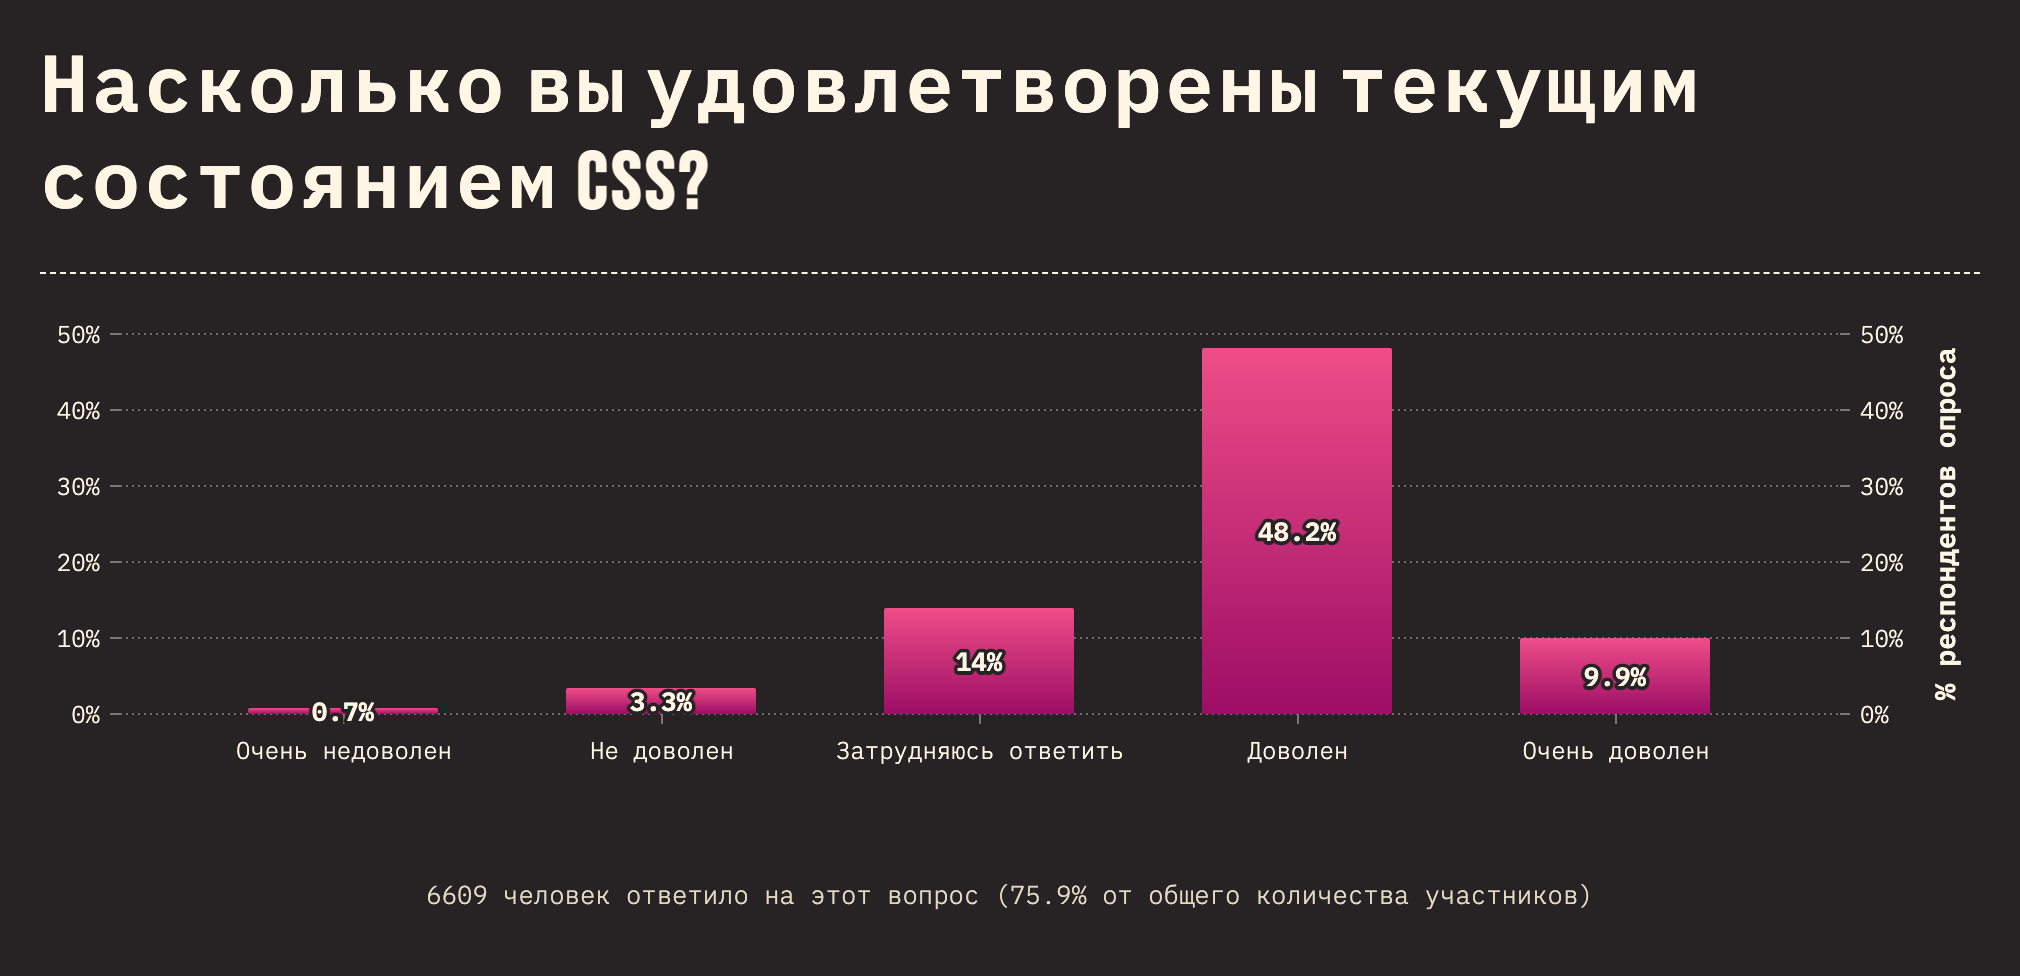 Насколько вы удовлетворены текущим
состоянием CSS?
50%
40%
30%
20%
10%
0%
50%
40%
30%
20%
10%
0%
% респондентов опроса
0.7%
3.3%
14%
48.2%
9.9%
Очень недоволен
Не доволен
Затрудняюсь ответить
Доволен
Очень доволен
6609 человек ответило на этот вопрос (75.9% от общего количества участников)